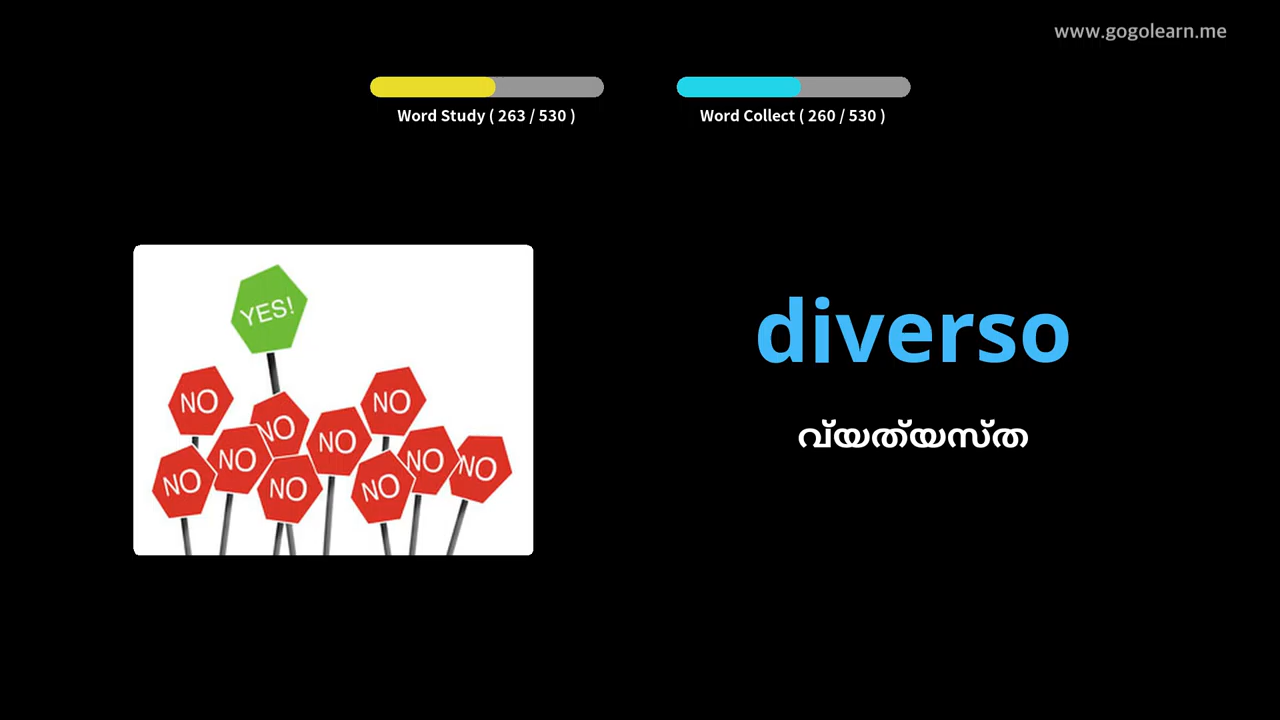 www.gogolearn.me
Word Study ( 263 / 530 )
Word Collect ( 260 / 530 )
YES!
NO
NO
NO
NO
NO
NO
NO
NO
NO
NO
diverso
വ്യത്യസ്ത